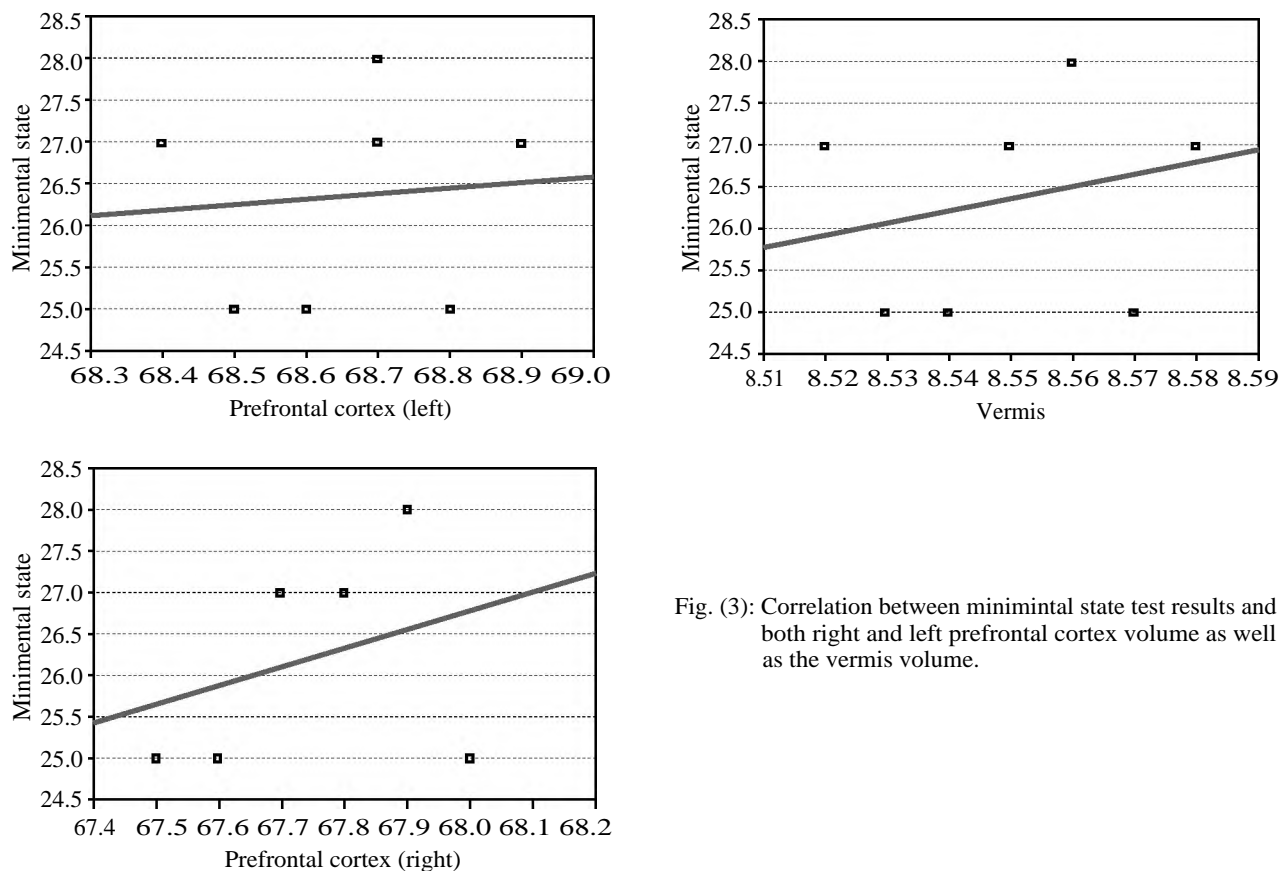 28.5
28.0
27.5
27.0
26.5
26.0
25.5
25.0
24.5
Minimental state
68.3 68.4 68.5 68.6 68.7 68.8 68.9 69.0
Prefrontal cortex (left)
28.5
28.0
27.5
27.0
26.5
26.0
25.5
25.0
24.5
Minimental state
8.51 8.52 8.53 8.54 8.55 8.56 8.57 8.58 8.59
Vermis
28.5
28.0
27.5
27.0
26.5
26.0
25.5
25.0
24.5
Minimental state
67.4 67.5 67.6 67.7 67.8 67.9 68.0 68.1 68.2
Prefrontal cortex (right)
Fig. (3): Correlation between minimintal state test results and
both right and left prefrontal cortex volume as well
as the vermis volume.